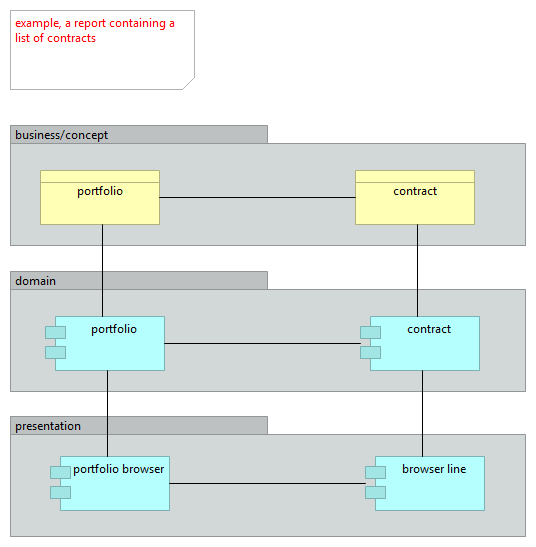 example, a report containing a
list of contracts
business/concept
portfolio
contract
domain
portfolio
contract
presentation
portfolio browser
browser line